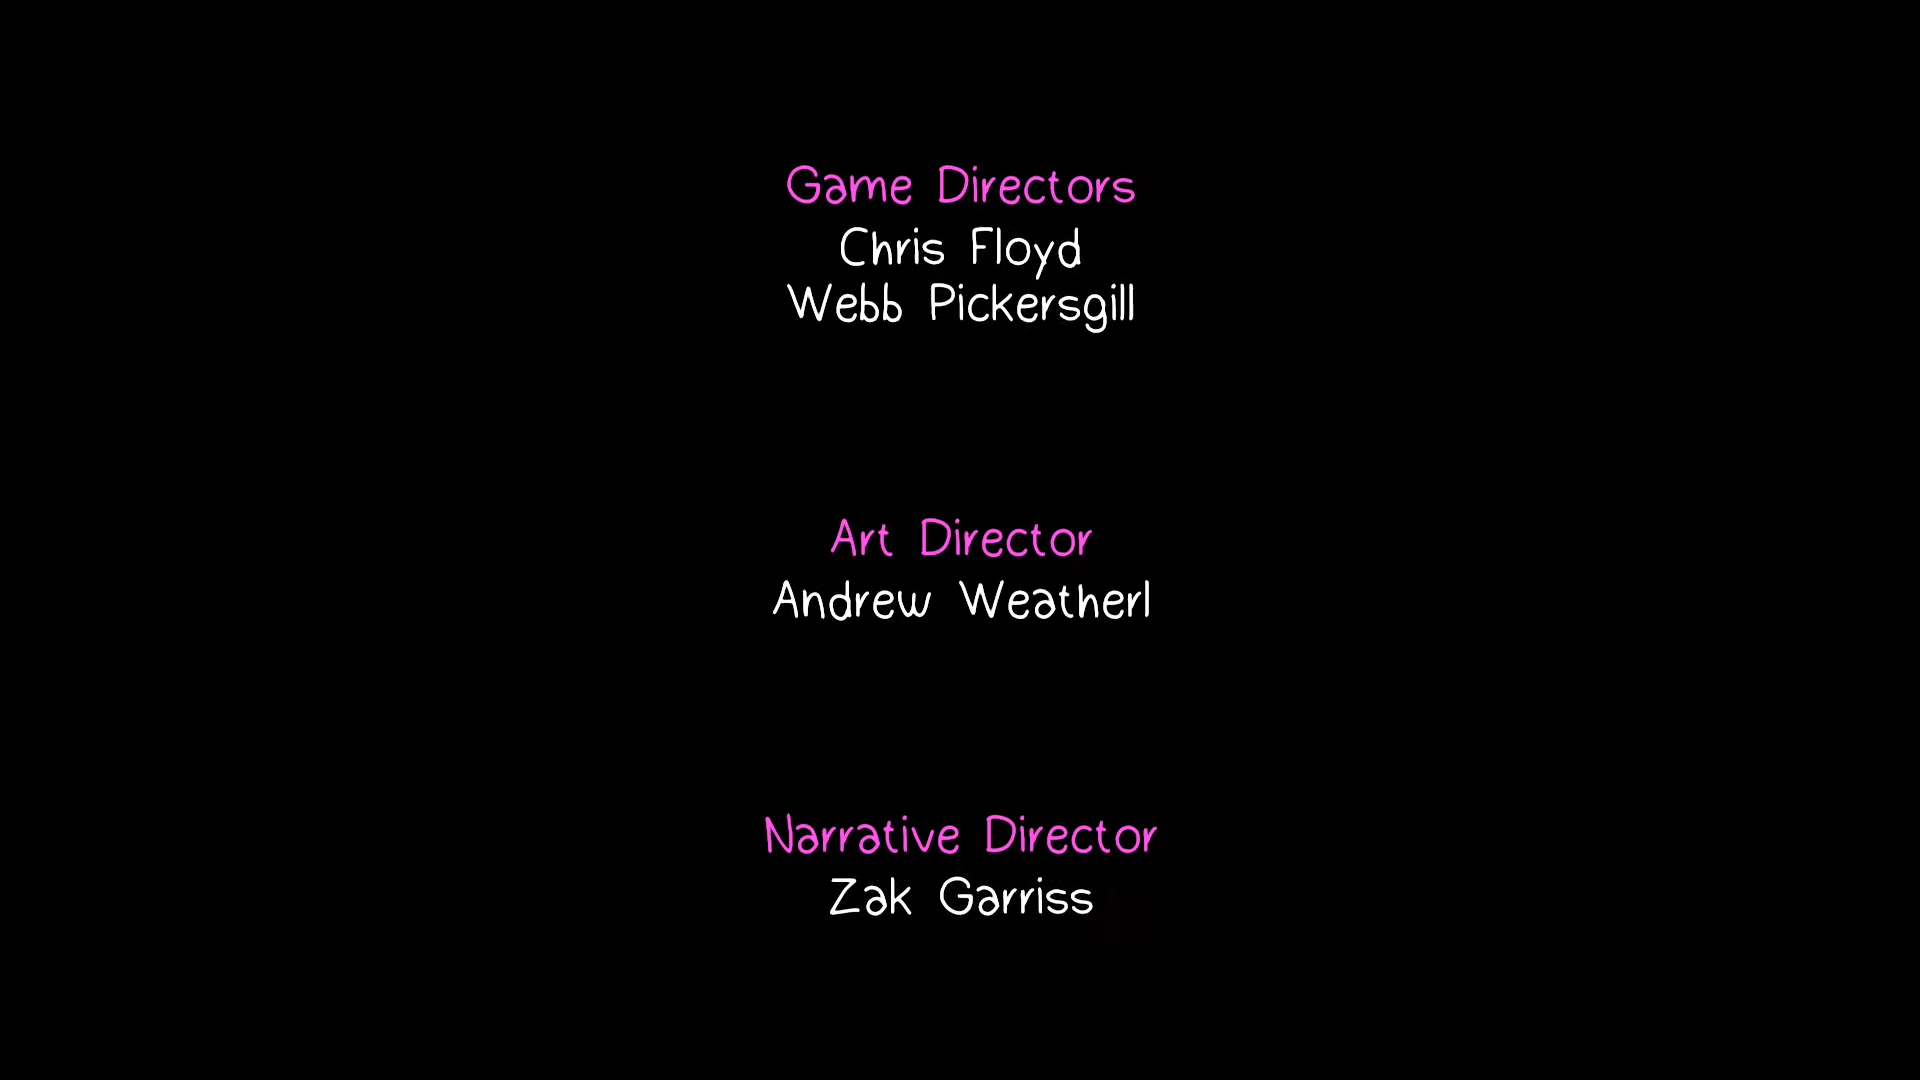 Game Directors
Chris Floyd
Webb Pickersgill
Art Director
Andrew Weatherl
Narrative Director
Zak Garriss